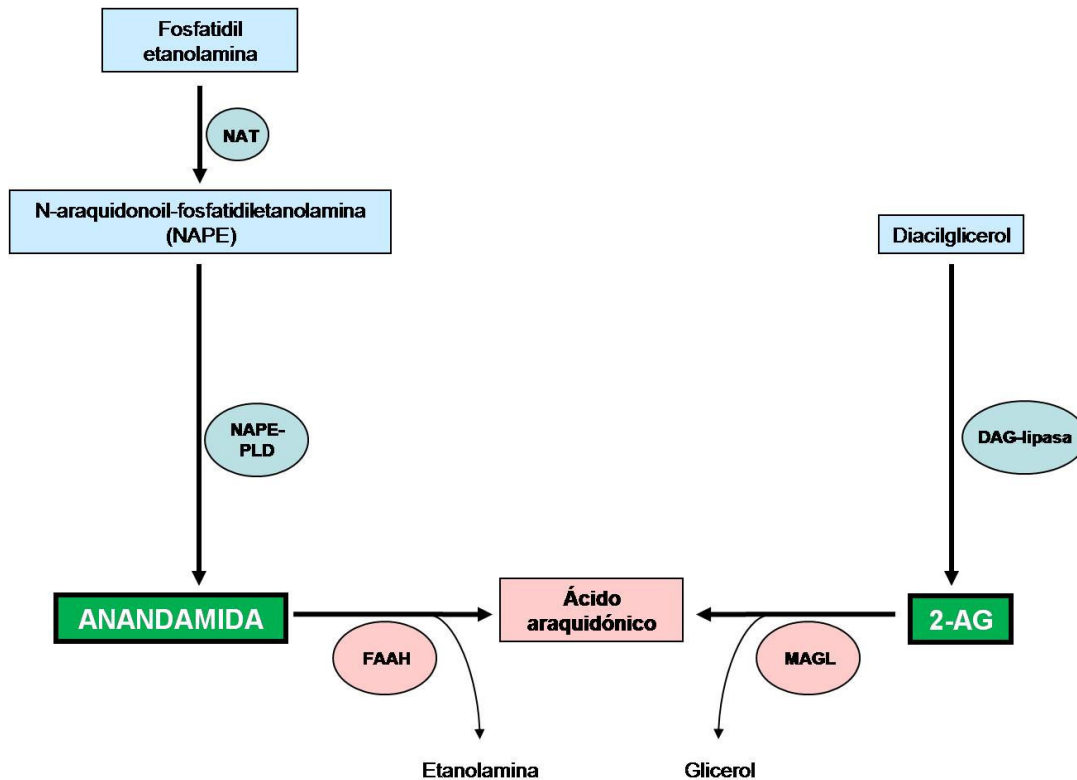 Fosfatidil
etanolamina
NAT
N-araquidonoil-fosfatidiletanolamina
(NAPE)
Diacilglicerol
NAPE-
PLD
DAG-lipasa
ANANDAMIDA
Ácido
araquidónico
2-AG
FAAH
MAGL
Etanolamina
Glicerol